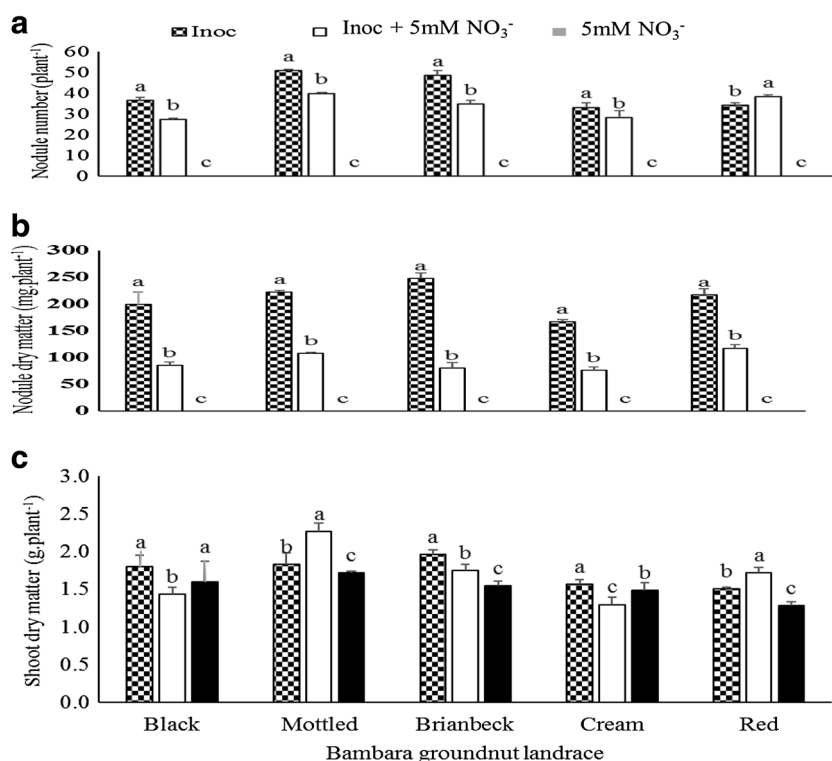 a
Inoc Inoc + 5mM NO₃⁻ 5mM NO₃⁻
Nodule number (plant⁻¹)
60
50
40
30
20
10
0
a b c a b c a b c a b c b a c
b
Nodule dry matter (mg.plant⁻¹)
300
250
200
150
100
50
0
a b c a b c a b c a b c a b c
c
Shoot dry matter (g.plant⁻¹)
3.0
2.5
2.0
1.5
1.0
0.5
0.0
a b a b a c a b c a c b b a c
Black Mottled Brianbeck Cream Red
Bambara groundnut landrace